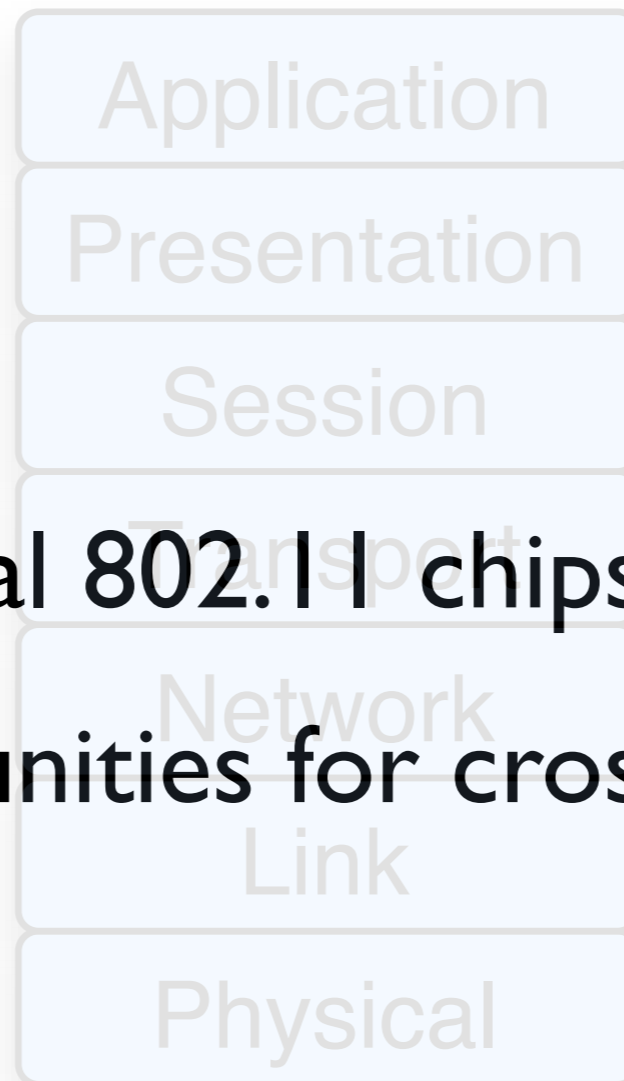 Application
Presentation
Session
Transport
al 802.11 chips
Network
unities for cros
Link
Physical